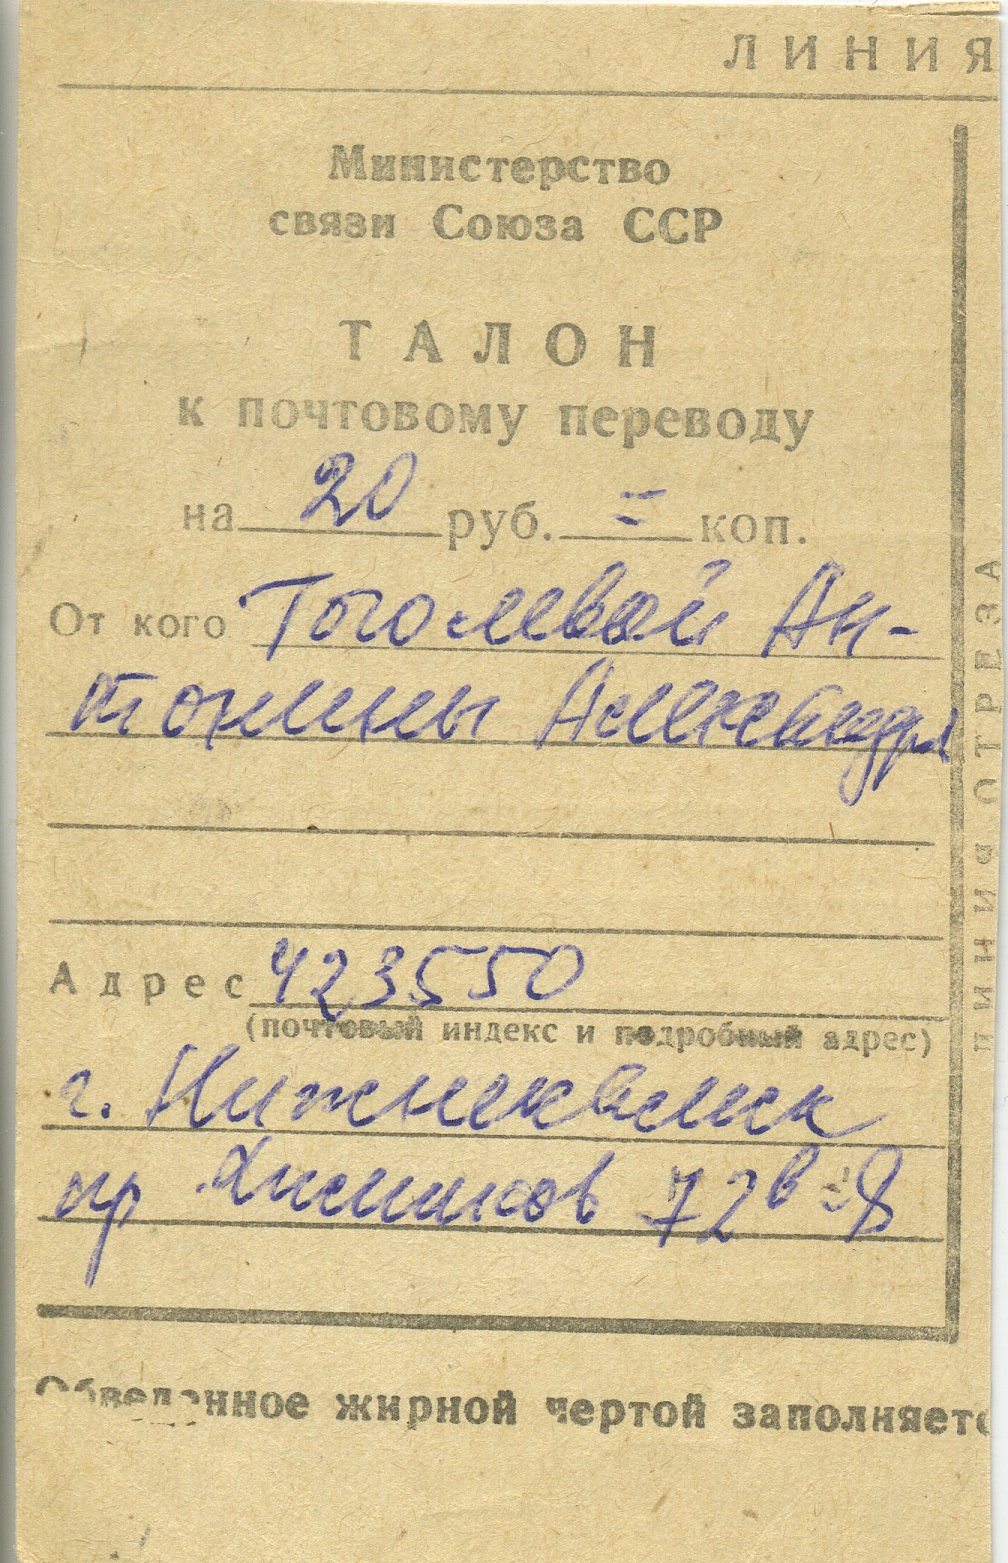 ЛИНИЯ
Министерство
связи Союза ССР
ТАЛОН
к почтовому переводу
на 20 руб. = коп.
От кого Гоголевой Ан-
тонины Александр
Адрес 423550
(почтовый индекс и подробный адрес)
г. Нижнекамск
пр Химиков 72в-8
Обведенное жирной чертой заполняетс
ЛИНИЯ ОТРЕЗА